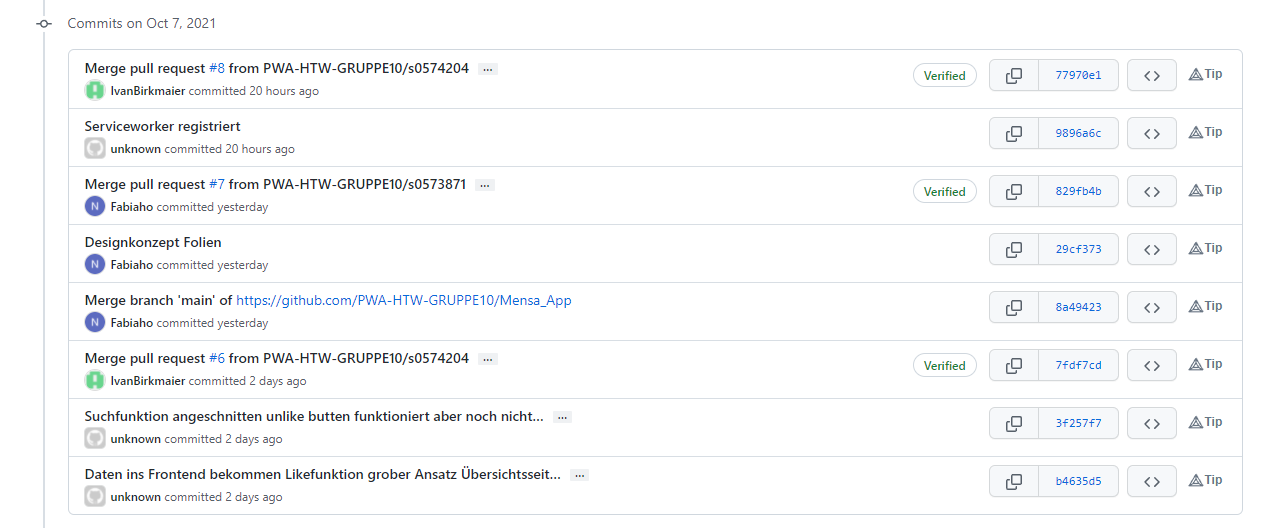 Commits on Oct 7, 2021
Merge pull request #8 from PWA-HTW-GRUPPE10/s0574204 ...
IvanBirkmaier committed 20 hours ago
Verified
77970e1
Tip
Serviceworker registriert
unknown committed 20 hours ago
9896a6c
Tip
Merge pull request #7 from PWA-HTW-GRUPPE10/s0573871 ...
N Fabiaho committed yesterday
Verified
829fb4b
Tip
Designkonzept Folien
N Fabiaho committed yesterday
29cf373
Tip
Merge branch 'main' of https://github.com/PWA-HTW-GRUPPE10/Mensa_App
N Fabiaho committed yesterday
8a49423
Tip
Merge pull request #6 from PWA-HTW-GRUPPE10/s0574204 ...
IvanBirkmaier committed 2 days ago
Verified
7fdf7cd
Tip
Suchfunktion angeschnitten unlike butten funktioniert aber noch nicht... ...
unknown committed 2 days ago
3f257f7
Tip
Daten ins Frontend bekommen Likefunktion grober Ansatz Übersichtsseit... ...
unknown committed 2 days ago
b4635d5
Tip